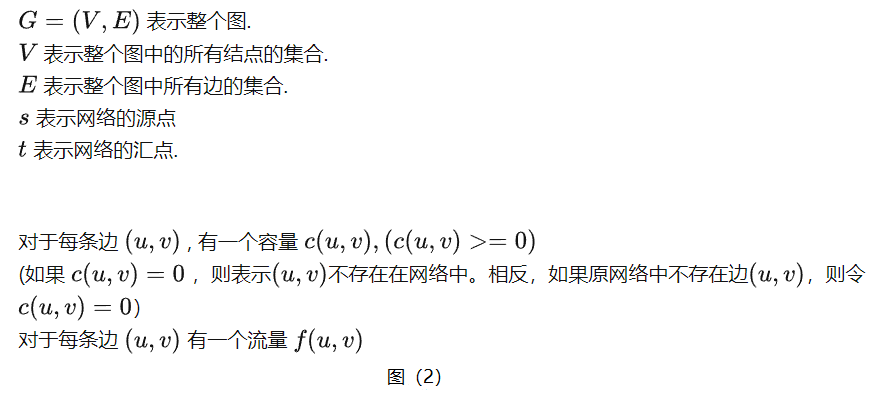 G = (V, E) 表示整个图.
V 表示整个图中的所有结点的集合.
E 表示整个图中所有边的集合.
s 表示网络的源点
t 表示网络的汇点.
对于每条边 (u, v) , 有一个容量 c(u, v), (c(u, v) >= 0)
(如果 c(u, v) = 0 ，则表示(u, v)不存在在网络中。相反，如果原网络中不存在边(u, v)，则令
c(u, v) = 0）
对于每条边 (u, v) 有一个流量 f(u, v)
图（2）